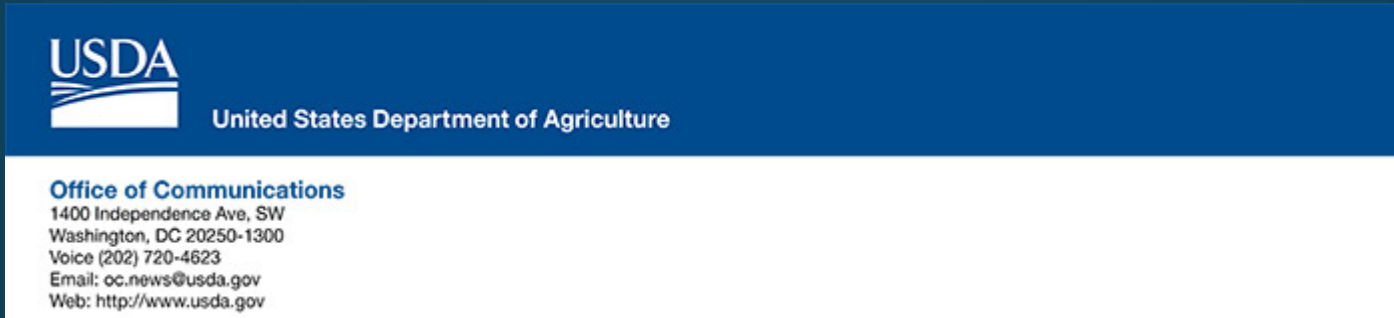 USDA
United States Department of Agriculture
Office of Communications
1400 Independence Ave, SW
Washington, DC 20250-1300
Voice (202) 720-4623
Email: oc.news@usda.gov
Web: http://www.usda.gov